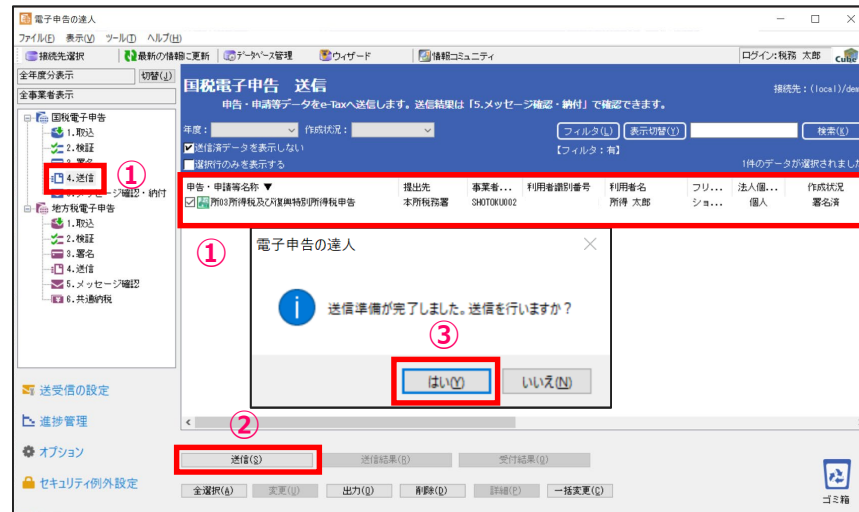 電子申告の達人
ファイル(F) 表示(V) ツール(T) ヘルプ(H)
接続先選択 最新の情報に更新 データベース管理 ウィザード 情報コミュニティ ログイン:税務 太郎 Cube
全年度分表示 切替(J)
全事業者表示
国税電子申告
1.取込
2.検証
3.署名
4.送信
①
メッセージ確認・納付
地方税電子申告
1.取込
2.検証
3.署名
4.送信
5.メッセージ確認
6.共通納税
送受信の設定
進捗管理
オプション
セキュリティ例外設定
国税電子申告 送信
接続先:(local)/dem
申告・申請等データをe-Taxへ送信します。送信結果は「5.メッセージ確認・納付」で確認できます。
年度: 作成状況: フィルタ(L) 表示切替(Y) 検索(K)
送信済データを表示しない 【フィルタ:有】
選択行のみを表示する 1件のデータが選択されまし
申告・申請等名称▼ 提出先 事業者... 利用者識別番号 利用者名 フリ... 法人個... 作成状況
所03所得税及び復興特別所得税申告 本所税務署 SHOTOKU002 所得 太郎 ショ... 個人 署名済
①
電子申告の達人
送信準備が完了しました。送信を行いますか?
③
はい(Y) いいえ(N)
②
送信(S) 送信結果(R) 受付結果(Q)
全選択(A) 変更(U) 出力(O) 削除(D) 詳細(P) 一括変更(C)
ゴミ箱